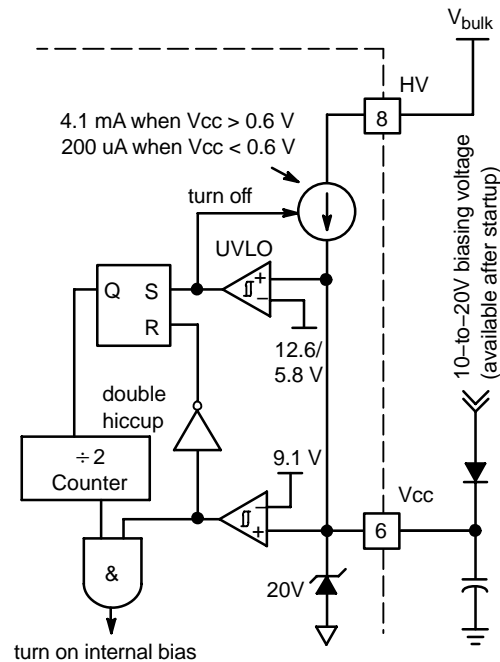 Vbulk
HV
8
4.1 mA when Vcc > 0.6 V
200 uA when Vcc < 0.6 V
turn off
UVLO
Q
S
R
+
−
12.6/
5.8 V
10−to−20V biasing voltage
(available after startup)
double
hiccup
÷ 2
Counter
9.1 V
−
+
Vcc
6
&
20V
turn on internal bias